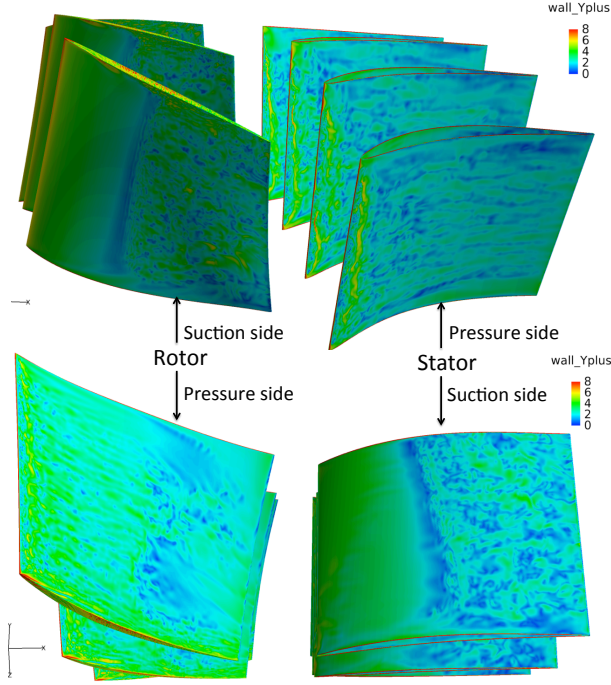 wall_Yplus
8
6
4
2
0
X
Suction side
Pressure side
Rotor
Stator
wall_Yplus
8
6
4
2
0
Pressure side
Suction side
Y
X
Z